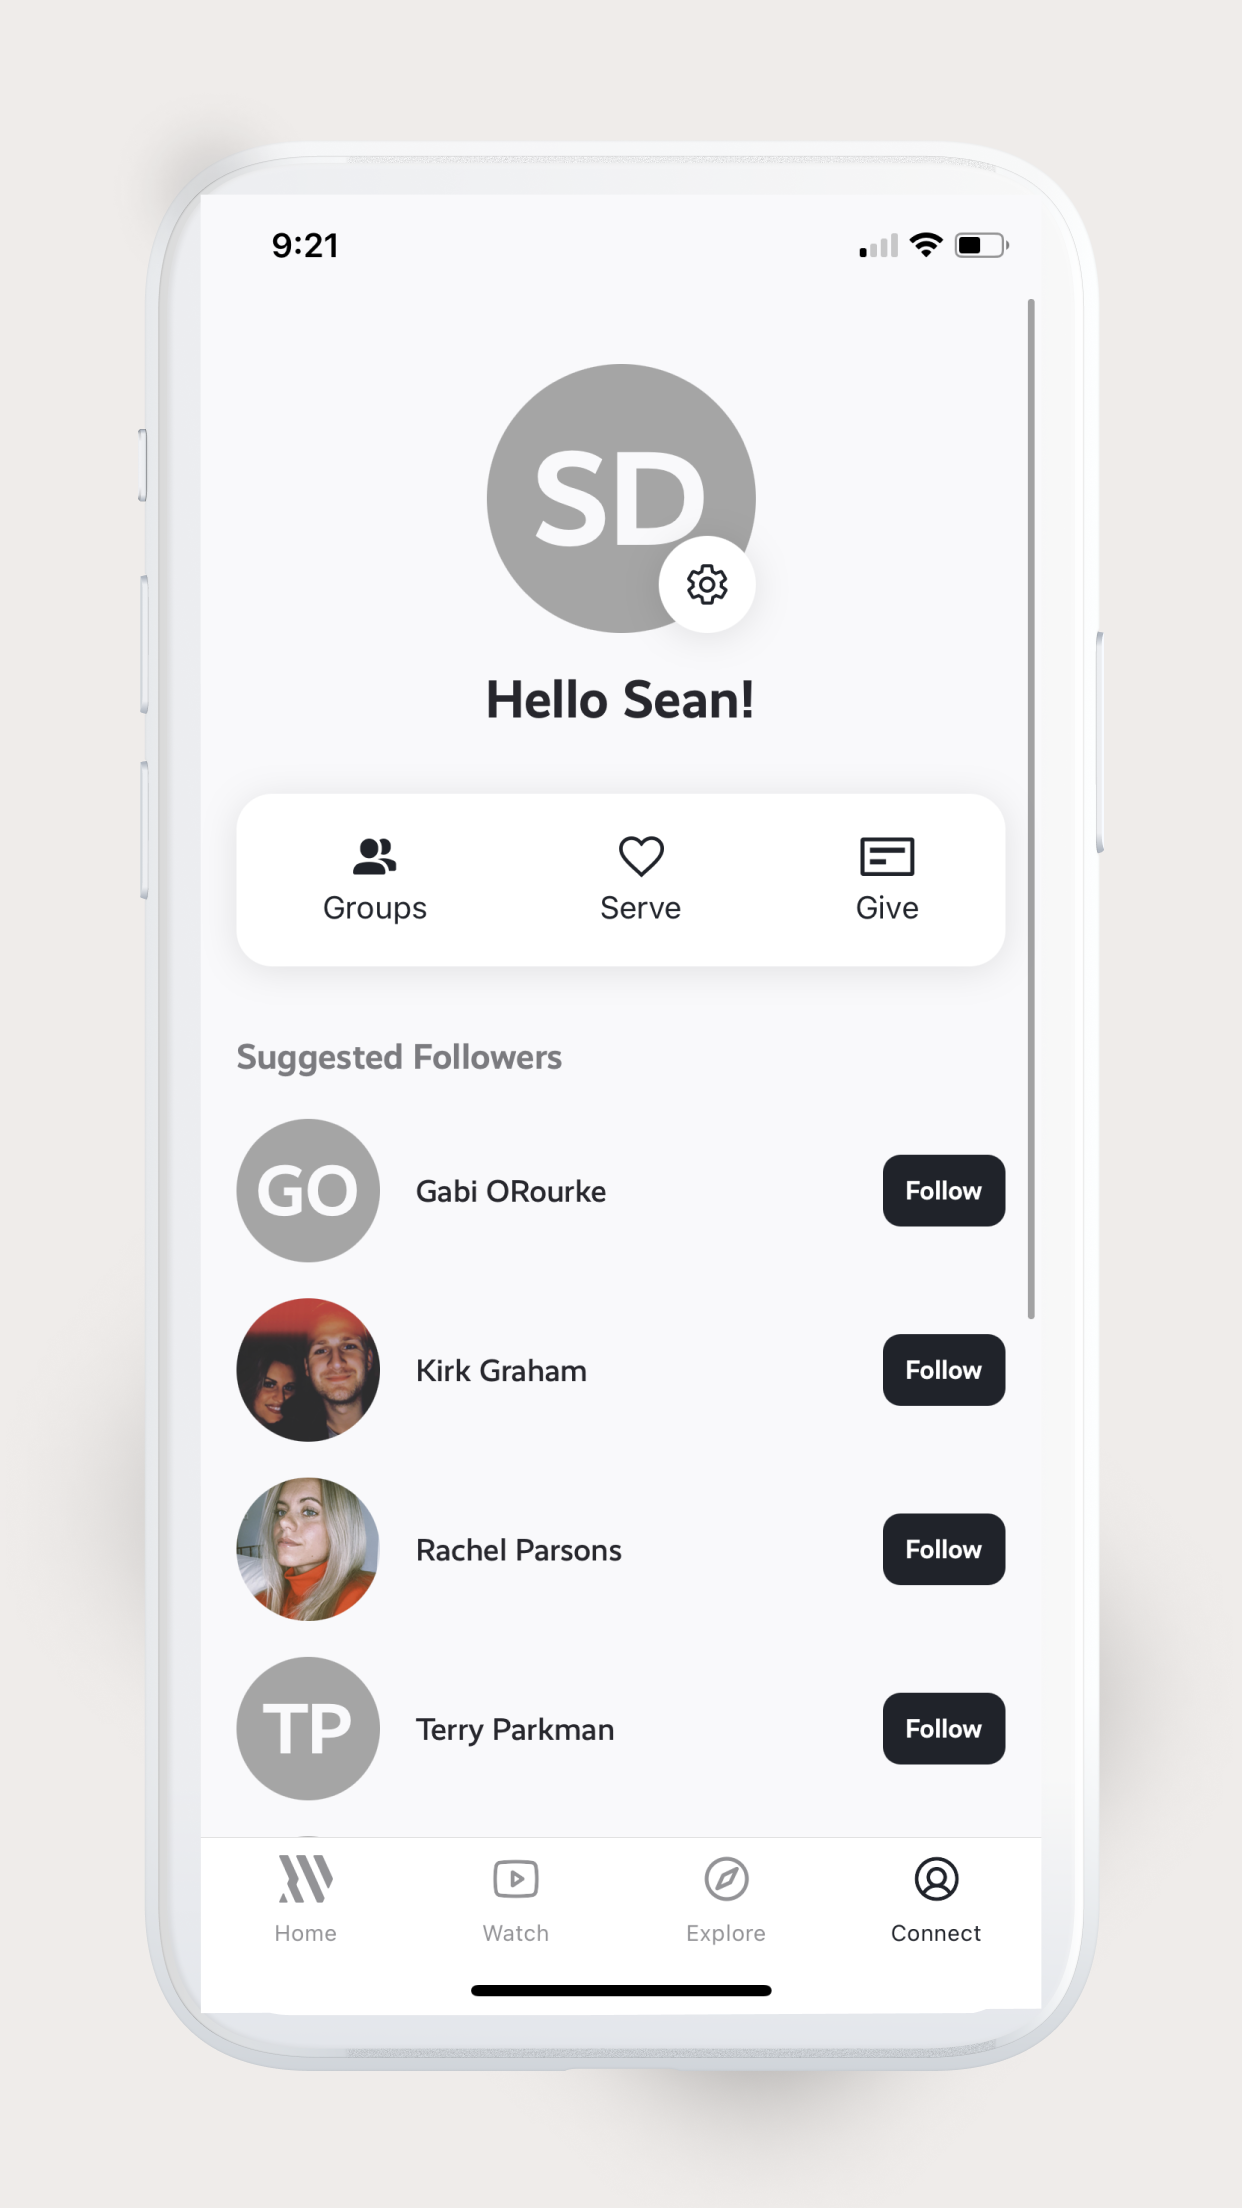 9:21
SD
Hello Sean!
Groups Serve Give
Suggested Followers
GO Gabi ORourke Follow
Kirk Graham Follow
Rachel Parsons Follow
TP Terry Parkman Follow
Home Watch Explore Connect